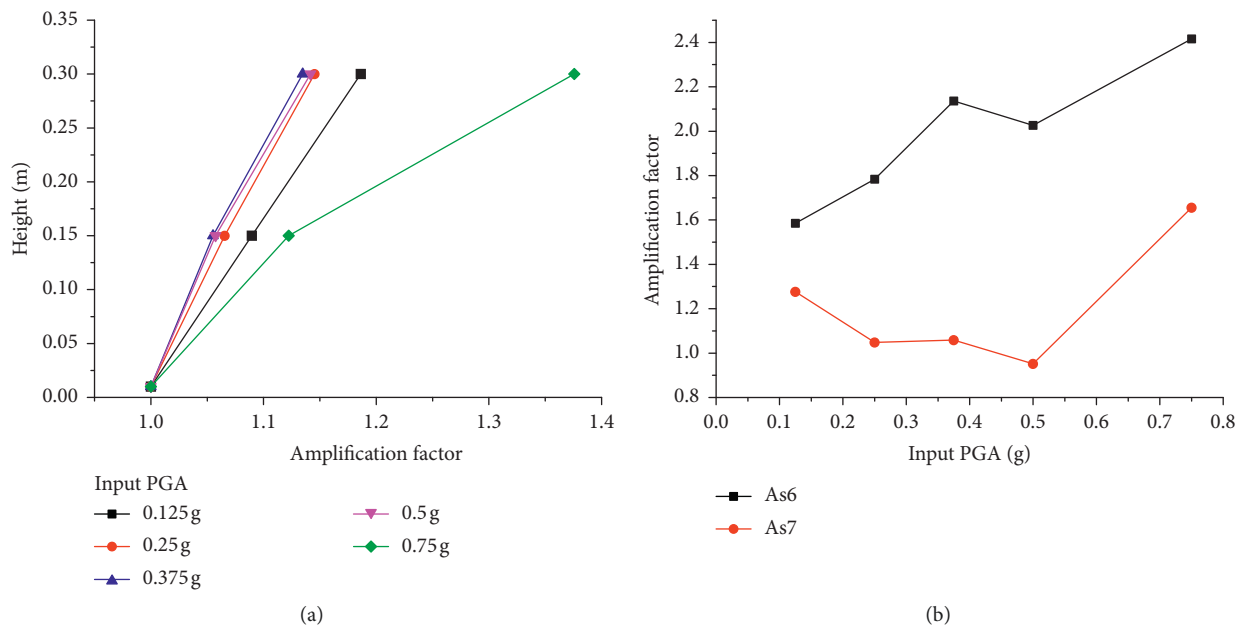 0.35
0.30
0.25
0.20
0.15
0.10
0.05
0.00
Height (m)
1.0 1.1 1.2 1.3 1.4
Amplification factor
Input PGA
0.125 g
0.25 g
0.375 g
0.5 g
0.75 g
(a)
2.4
2.2
2.0
1.8
1.6
1.4
1.2
1.0
0.8
Amplification factor
0.0 0.1 0.2 0.3 0.4 0.5 0.6 0.7 0.8
Input PGA (g)
As6
As7
(b)